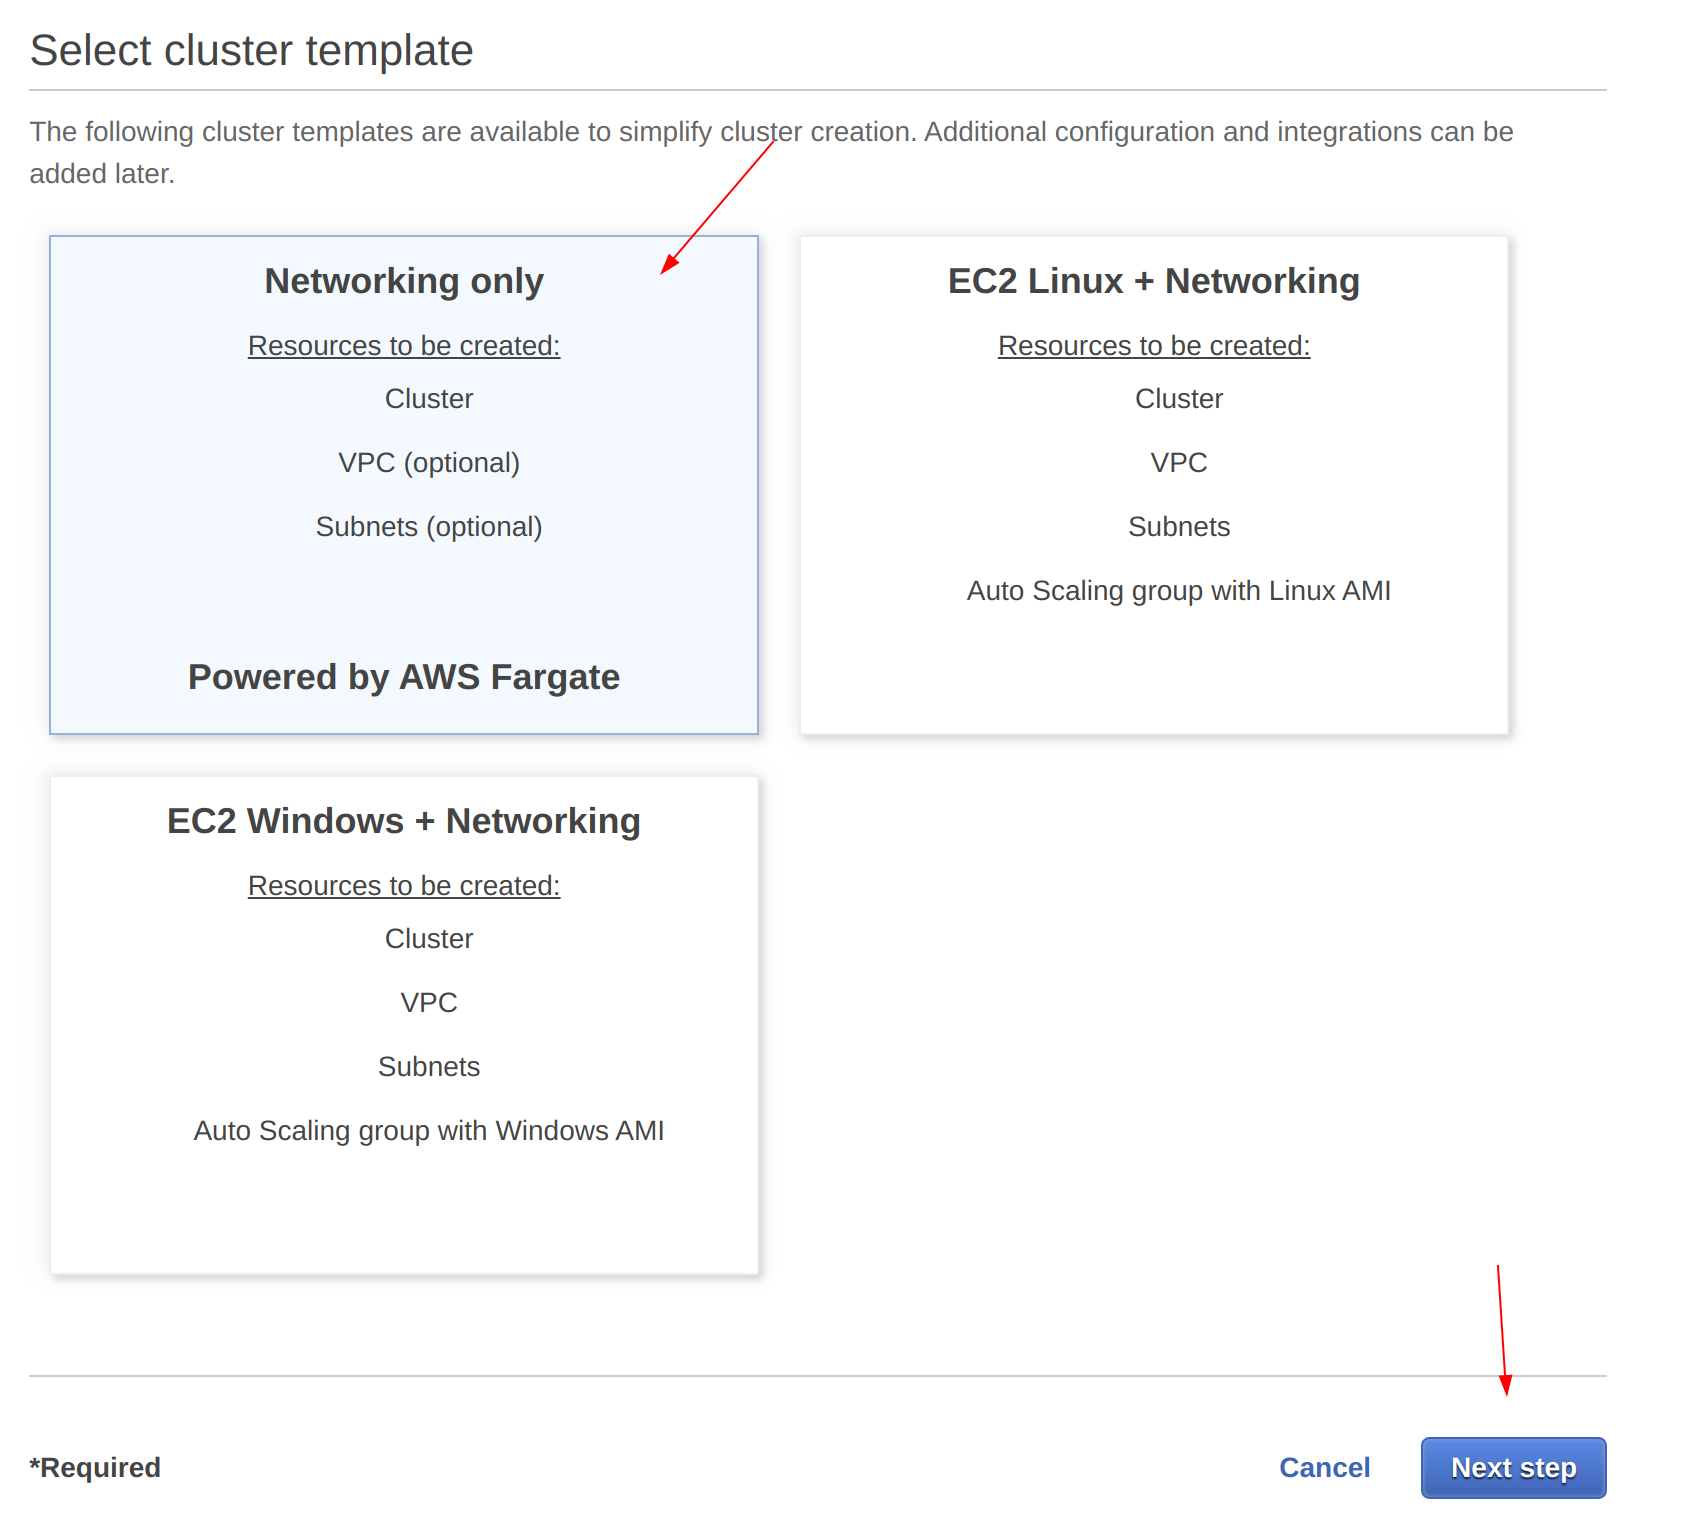 Select cluster template
The following cluster templates are available to simplify cluster creation. Additional configuration and integrations can be
added later.
Networking only
Resources to be created:
Cluster
VPC (optional)
Subnets (optional)
Powered by AWS Fargate
EC2 Linux + Networking
Resources to be created:
Cluster
VPC
Subnets
Auto Scaling group with Linux AMI
EC2 Windows + Networking
Resources to be created:
Cluster
VPC
Subnets
Auto Scaling group with Windows AMI
*Required
Cancel
Next step